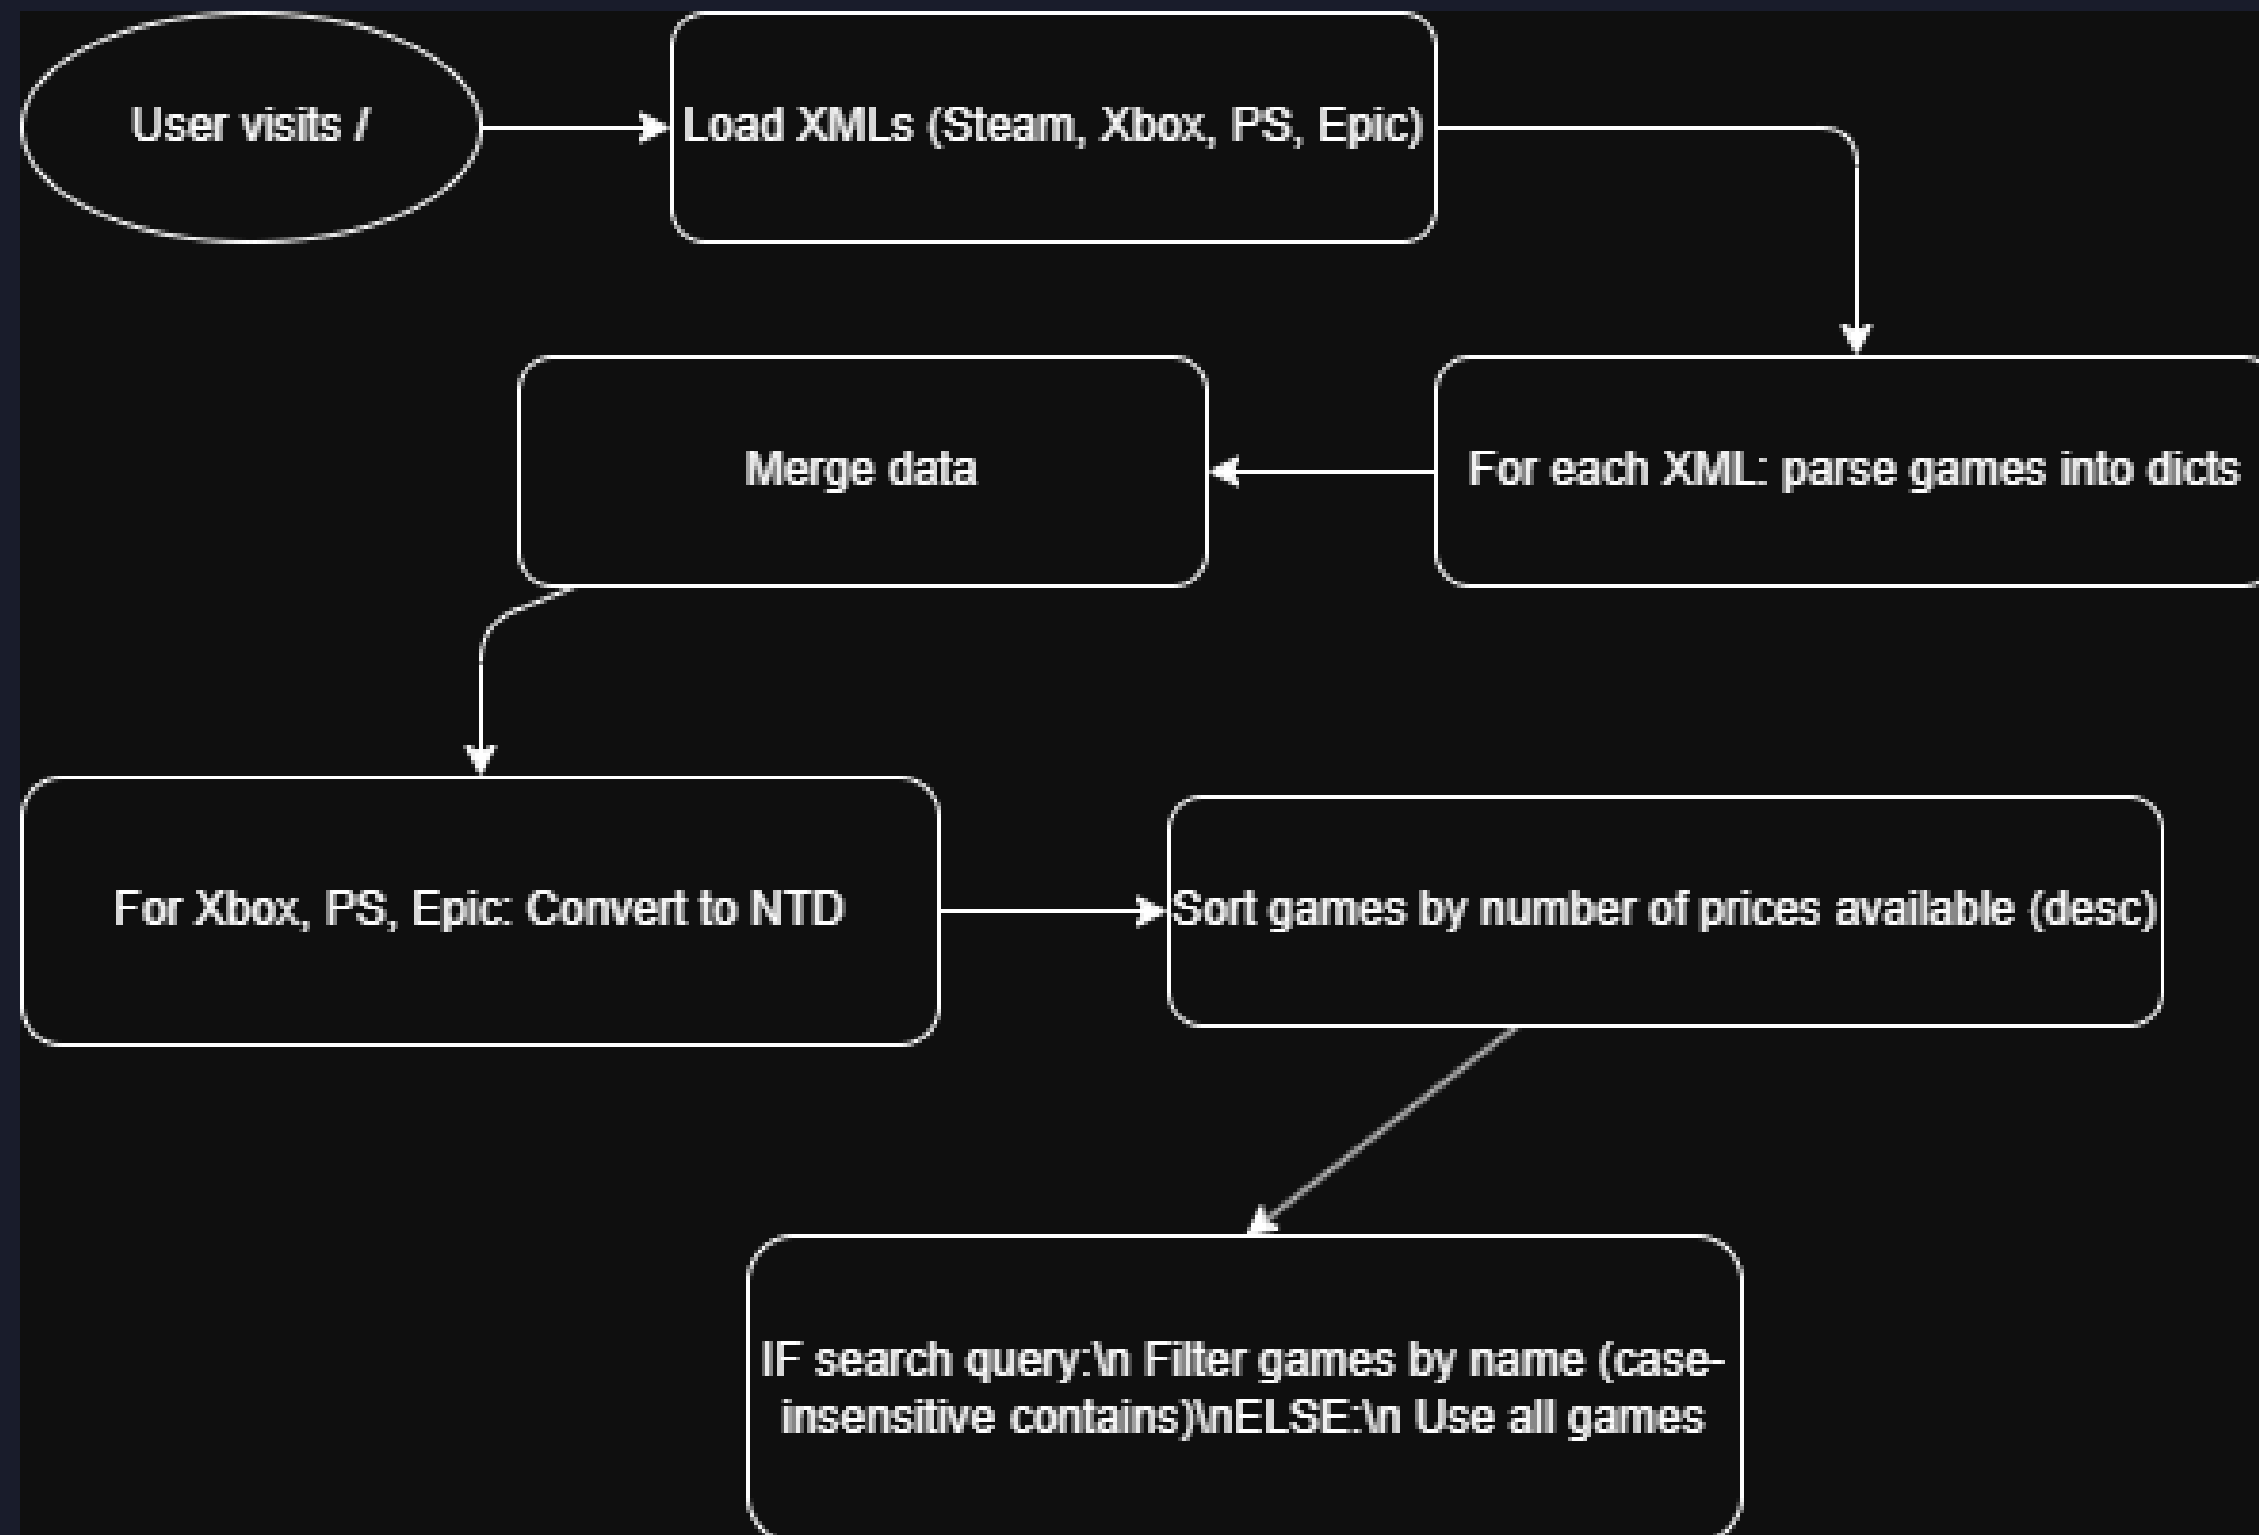 User visits /
Load XMLs (Steam, Xbox, PS, Epic)
For each XML: parse games into dicts
Merge data
For Xbox, PS, Epic: Convert to NTD
Sort games by number of prices available (desc)
IF search query:\n Filter games by name (case-
insensitive contains)\nELSE:\n Use all games